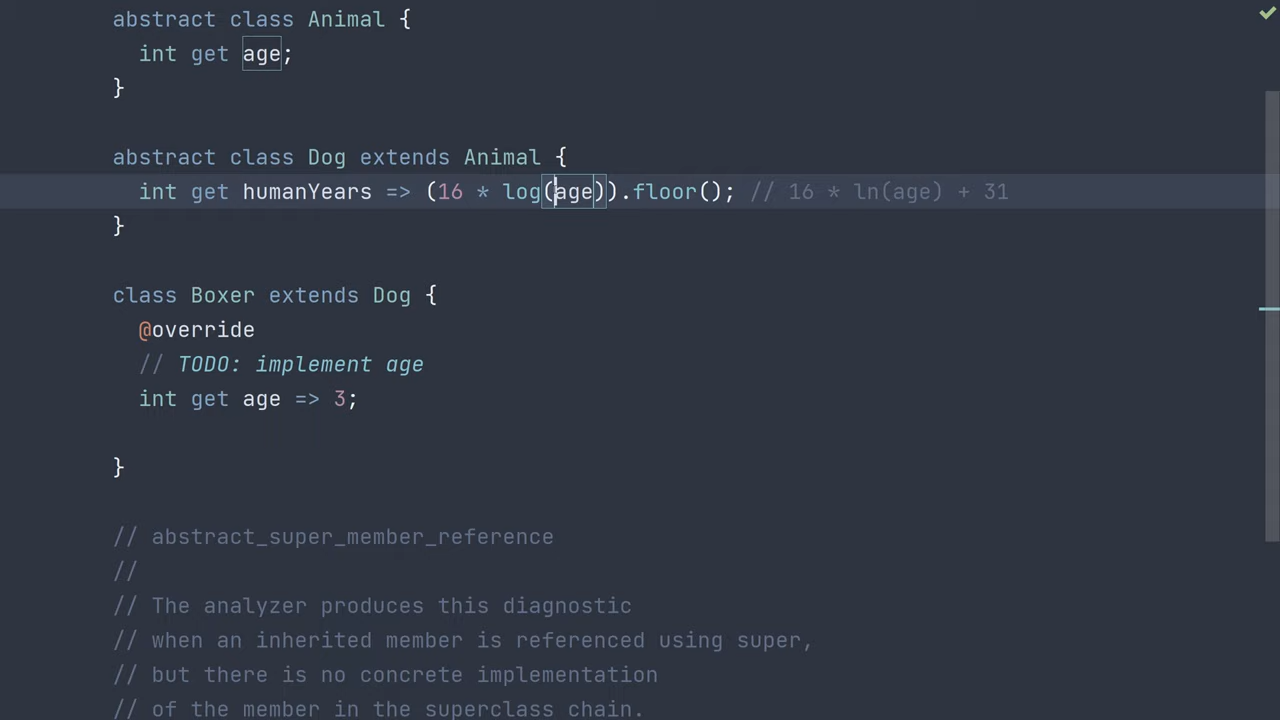 abstract class Animal {
  int get age;
}
abstract class Dog extends Animal {
  int get humanYears => (16 * log(age)).floor(); // 16 * ln(age) + 31
}
class Boxer extends Dog {
  @override
  // TODO: implement age
  int get age => 3;
}
// abstract_super_member_reference
//
// The analyzer produces this diagnostic
// when an inherited member is referenced using super,
// but there is no concrete implementation
// of the member in the superclass chain.